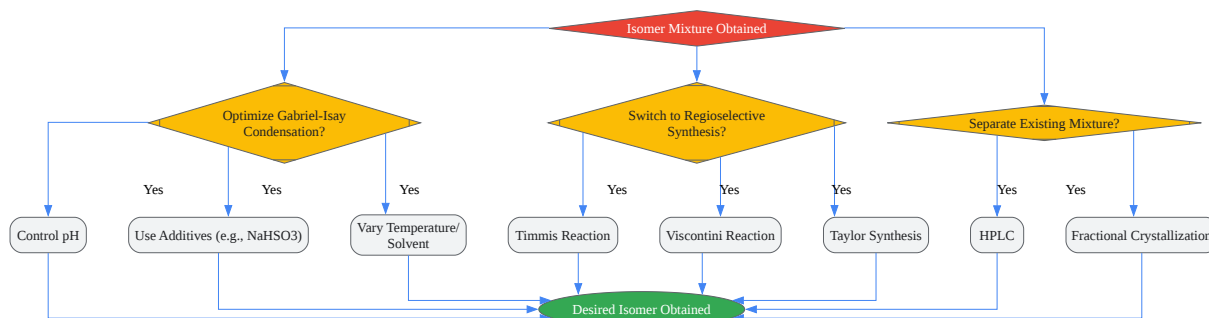 Isomer Mixture Obtained
Optimize Gabriel-Isay
Condensation?
Switch to Regioselective
Synthesis?
Separate Existing Mixture?
Yes
Yes
Yes
Yes
Yes
Yes
Yes
Yes
Control pH
Use Additives (e.g., NaHSO3)
Vary Temperature/
Solvent
Timmis Reaction
Viscontini Reaction
Taylor Synthesis
HPLC
Fractional Crystallization
Desired Isomer Obtained